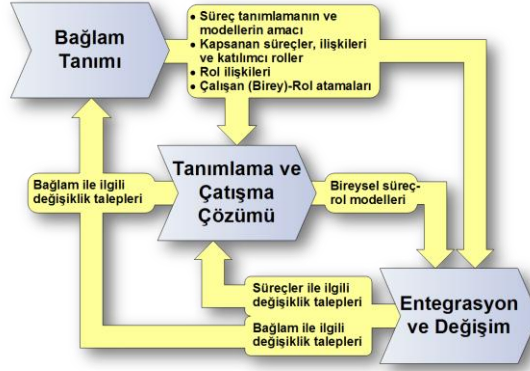 Bağlam
Tanımı
• Süreç tanımlamanın ve
modellerin amacı
• Kapsanan süreçler, ilişkileri
ve katılımcı roller
• Rol ilişkileri
• Çalışan (Birey)-Rol atamaları
Bağlam ile ilgili
değişiklik talepleri
Tanımlama ve
Çatışma
Çözümü
Bireysel süreç-
rol modelleri
Süreçler ile ilgili
değişiklik talepleri
Bağlam ile ilgili
değişiklik talepleri
Entegrasyon
ve Değişim